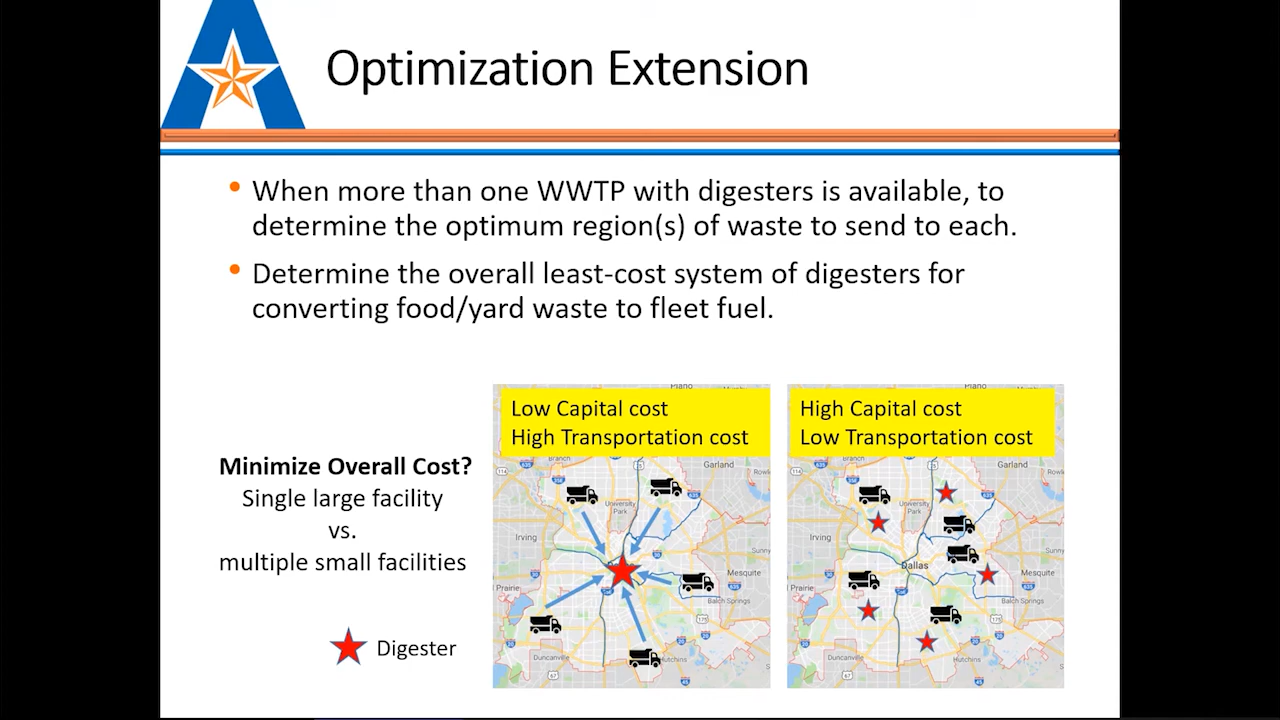 Optimization Extension
• When more than one WWTP with digesters is available, to
determine the optimum region(s) of waste to send to each.
• Determine the overall least-cost system of digesters for
converting food/yard waste to fleet fuel.
Minimize Overall Cost?
Single large facility
vs.
multiple small facilities
Digester
Low Capital cost
High Transportation cost
Garland
University
Park
Irving
Mesquite
Prairie
Balch Springs
Duncanville
Hutchins
High Capital cost
Low Transportation cost
Garland
University
Park
Irving
Dallas
Mesquite
Prairie
Balch Springs
Duncanville
Hutchins